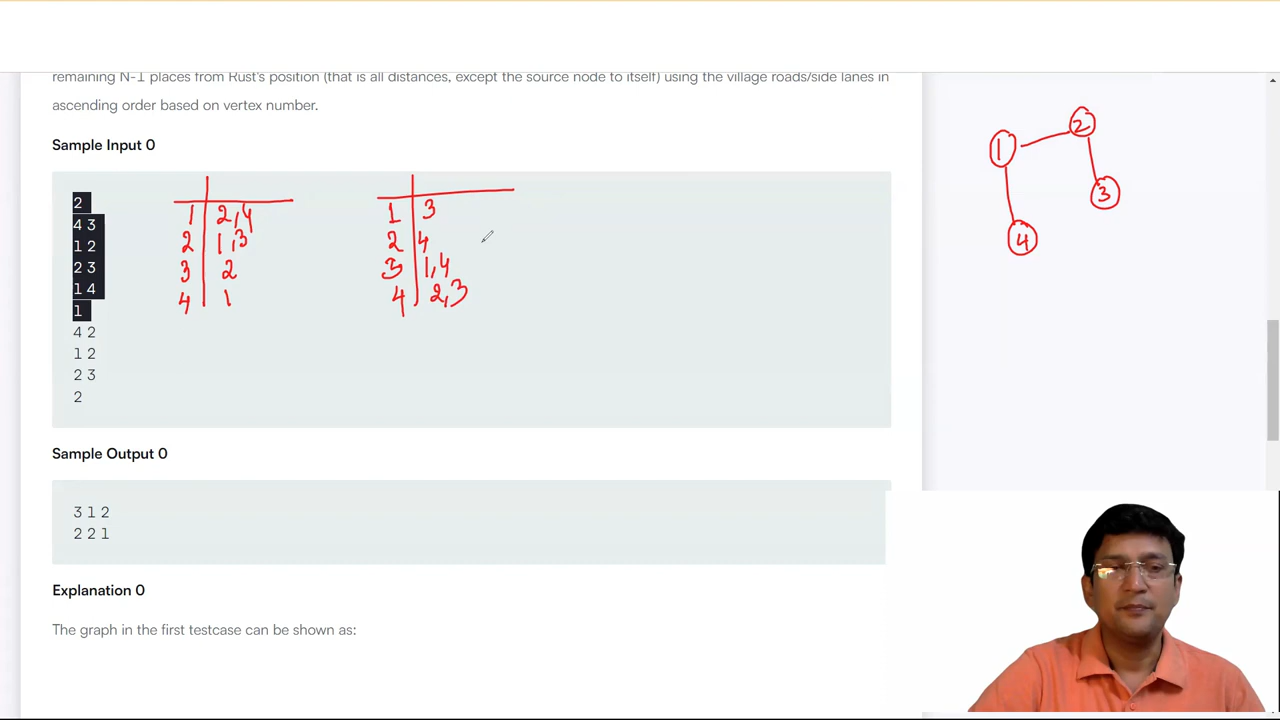 remaining N-1 places from Rust's position (that is all distances, except the source node to itself) using the village roads/side lanes in
ascending order based on vertex number.
Sample Input 0
2
4 3
1 2
2 3
1 4
1
4 2
1 2
2 3
2
1 2,4
2 1,3
3 2
4 1
1 3
2 4
3 1,4
4 2,3
Sample Output 0
3 1 2
2 2 1
Explanation 0
The graph in the first testcase can be shown as:
1
2
3
4